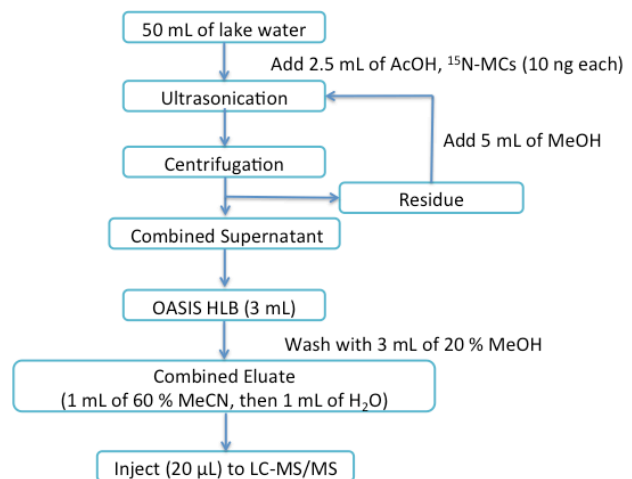 50 mL of lake water
Add 2.5 mL of AcOH, ¹⁵N-MCs (10 ng each)
Ultrasonication
Add 5 mL of MeOH
Centrifugation
Residue
Combined Supernatant
OASIS HLB (3 mL)
Wash with 3 mL of 20 % MeOH
Combined Eluate
(1 mL of 60 % MeCN, then 1 mL of H₂O)
Inject (20 μL) to LC-MS/MS